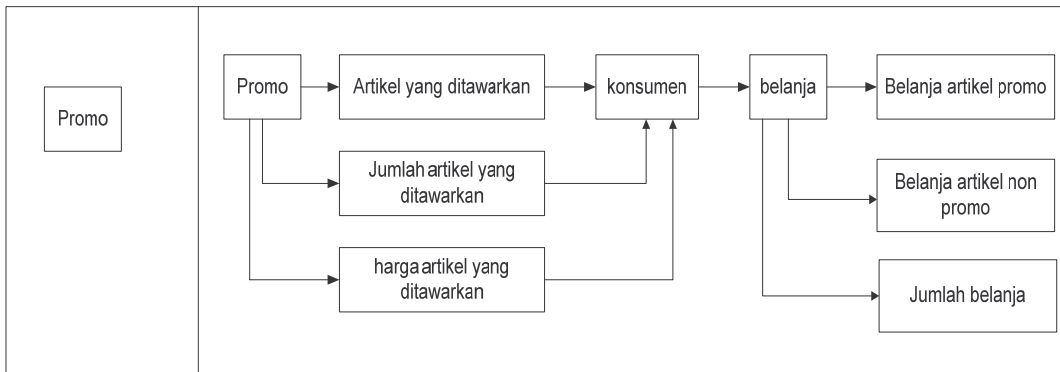 Promo
Promo
Artikel yang ditawarkan
konsumen
belanja
Belanja artikel promo
Jumlah artikel yang
ditawarkan
Belanja artikel non
promo
harga artikel yang
ditawarkan
Jumlah belanja